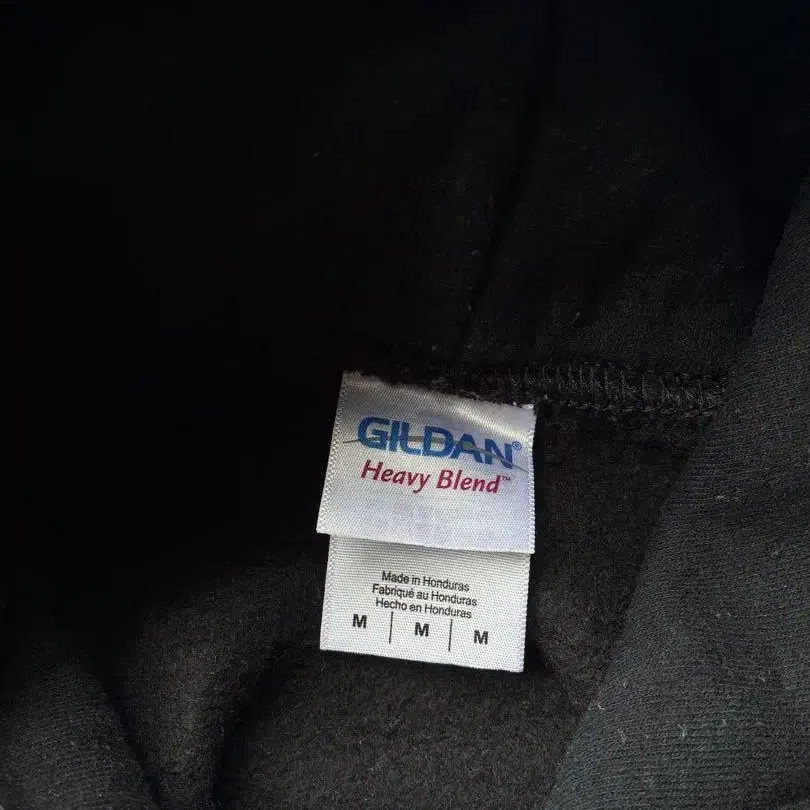 GILDAN®
Heavy Blend™
Made in Honduras
Fabriqué au Honduras
Hecho en Honduras
M | M | M